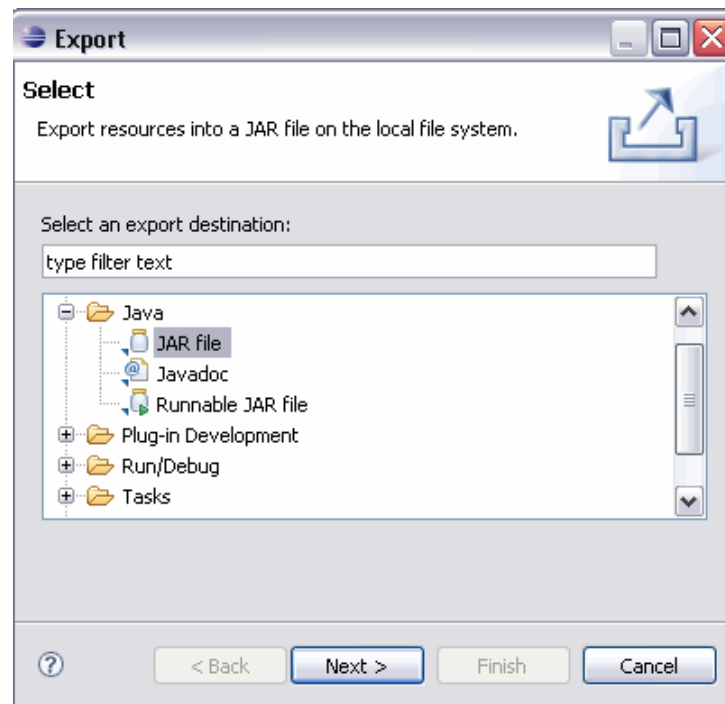 Export
Select
Export resources into a JAR file on the local file system.
Select an export destination:
type filter text
Java
JAR file
Javadoc
Runnable JAR file
Plug-in Development
Run/Debug
Tasks
< Back Next > Finish Cancel